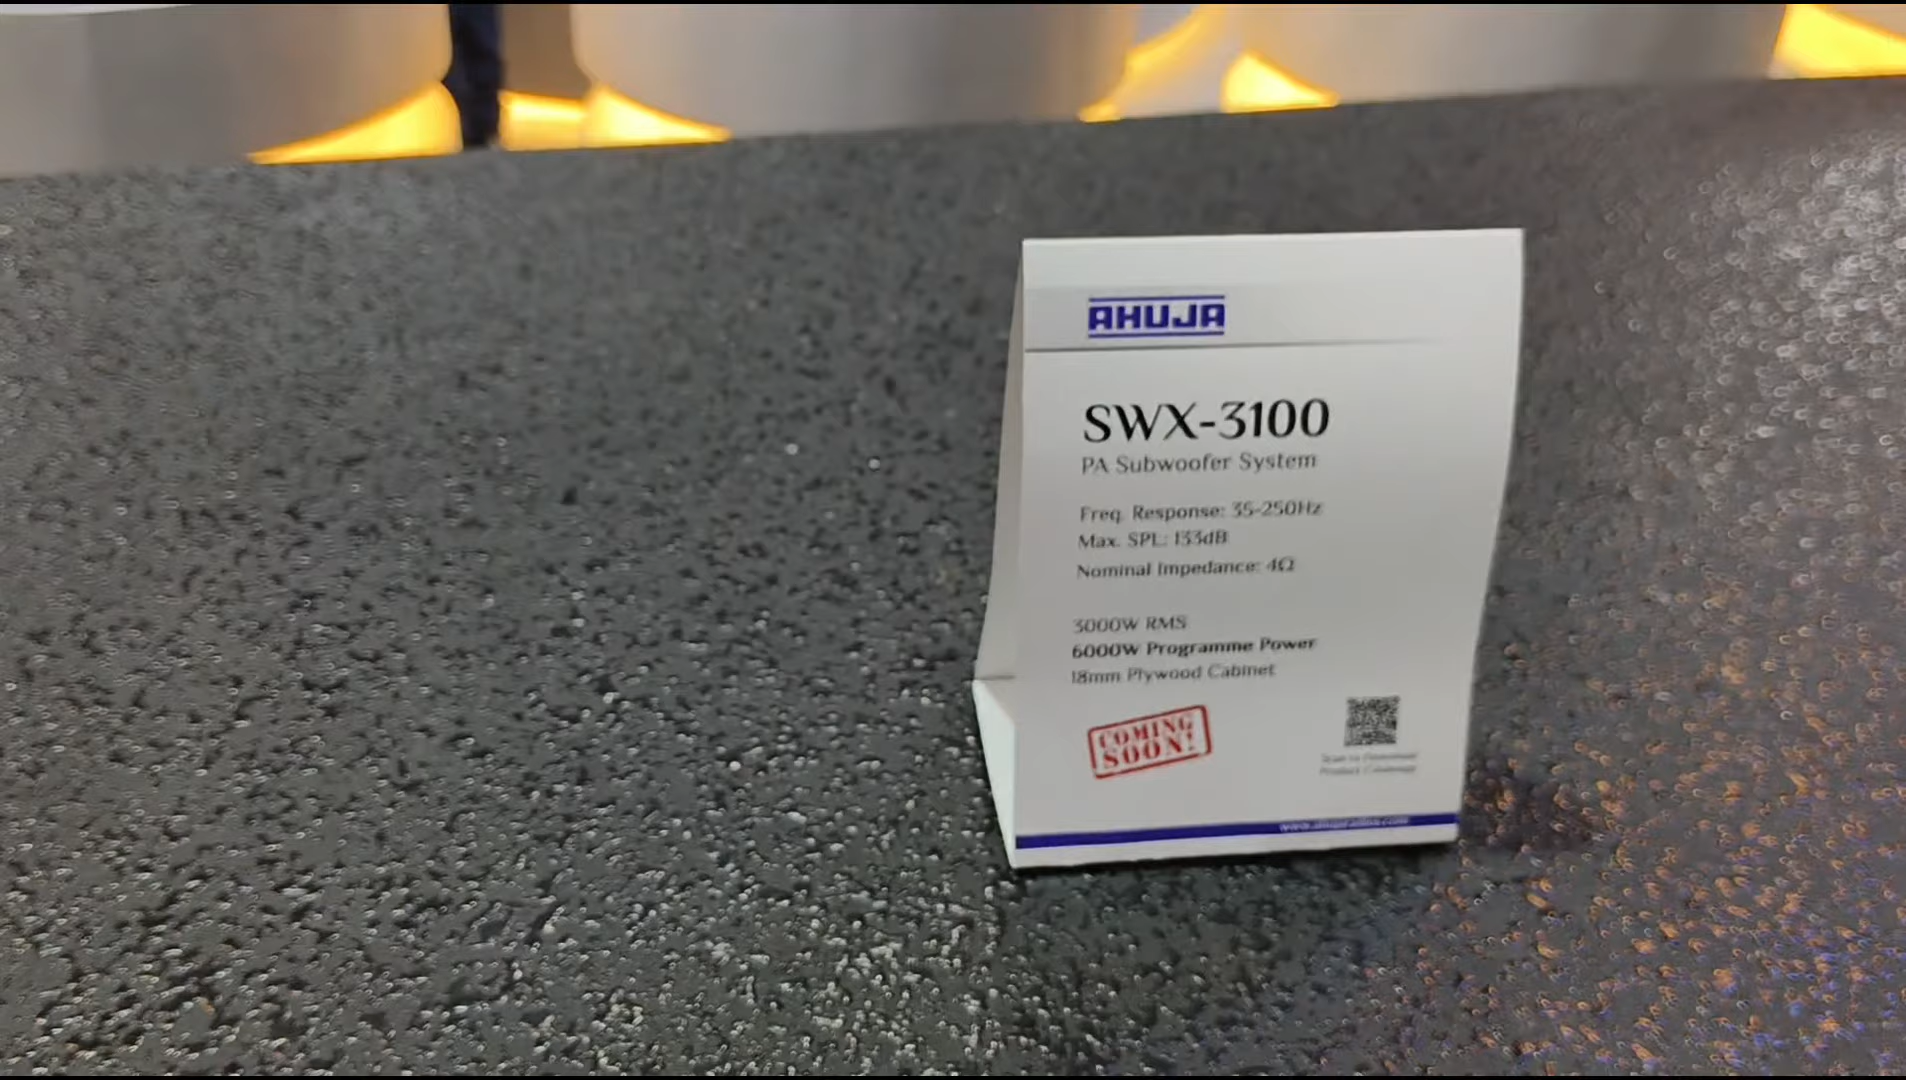 AHUJA
SWX-3100
PA Subwoofer System
Freq. Response: 35-250Hz
Max. SPL: 133dB
Nominal Impedance: 4Ω
3000W RMS
6000W Programme Power
18mm Plywood Cabinet
COMING
SOON!